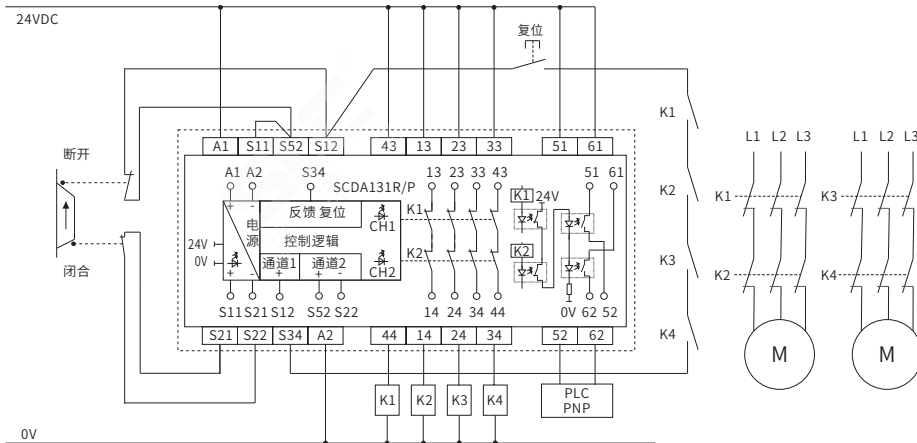 24VDC
复位
A1 S11 S52 S12 43 13 23 33 51 61
断开
闭合
A1 A2 S34 SCDA131R/P 13 23 33 43 51 61
+ - 反馈 复位 K1 CH1 K1 24V
电源 控制逻辑
24V
0V
+ - 通道1 通道2 + - K2 CH2 K2
S11 S21 S12 S52 S22 14 24 34 44 0V 62 52
S21 S22 S34 A2 44 14 24 34 52 62
K1 K2 K3 K4 PLC
PNP
0V
K1
K2
K3
K4
L1 L2 L3 L1 L2 L3
K1 K3
K2 K4
M M